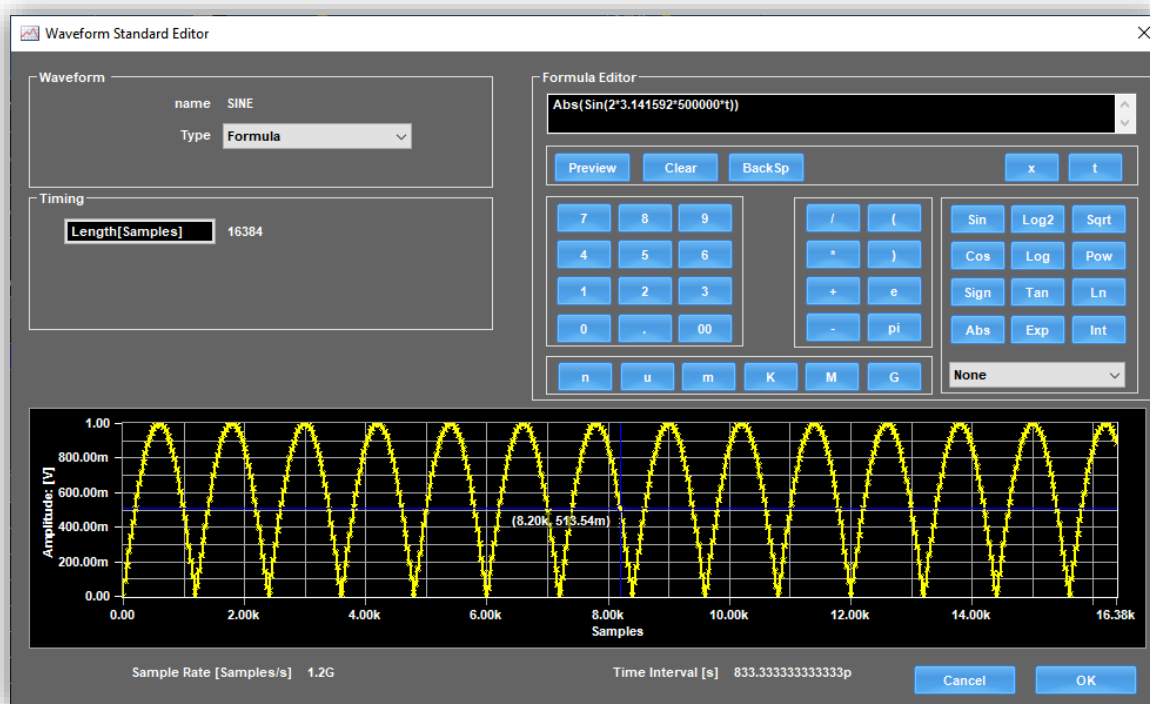 Waveform Standard Editor
Waveform
name SINE
Type Formula
Timing
Length[Samples] 16384
Formula Editor
Abs(Sin(2*3.141592*500000*t))
Preview Clear BackSp x t
7 8 9 / ( Sin Log2 Sqrt
4 5 6 * ) Cos Log Pow
1 2 3 + e Sign Tan Ln
0 . 00 - pi Abs Exp Int
n u m K M G
None
Amplitude: [V]
1.00
800.00m
600.00m
400.00m
200.00m
0.00
(8.20k, 513.54m)
0.00 2.00k 4.00k 6.00k 8.00k 10.00k 12.00k 14.00k 16.38k
Samples
Sample Rate [Samples/s] 1.2G
Time Interval [s] 833.333333333333p
Cancel OK